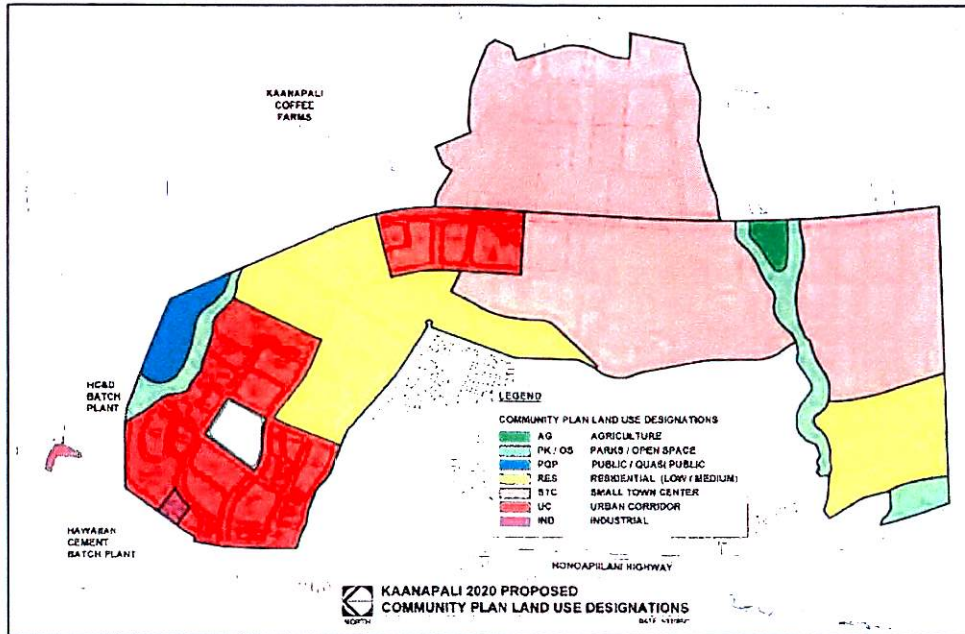 KAANAPALI
COFFEE
FARMS
HC&D
BATCH
PLANT
HAWAIIAN
CEMENT
BATCH PLANT
LEGEND
COMMUNITY PLAN LAND USE DESIGNATIONS
AG AGRICULTURE
PK / OS PARKS / OPEN SPACE
PQP PUBLIC / QUASI PUBLIC
RES RESIDENTIAL (LOW / MEDIUM)
STC SMALL TOWN CENTER
UC URBAN CORRIDOR
IND INDUSTRIAL
HONOAPIILANI HIGHWAY
KAANAPALI 2020 PROPOSED
COMMUNITY PLAN LAND USE DESIGNATIONS
NORTH DATE